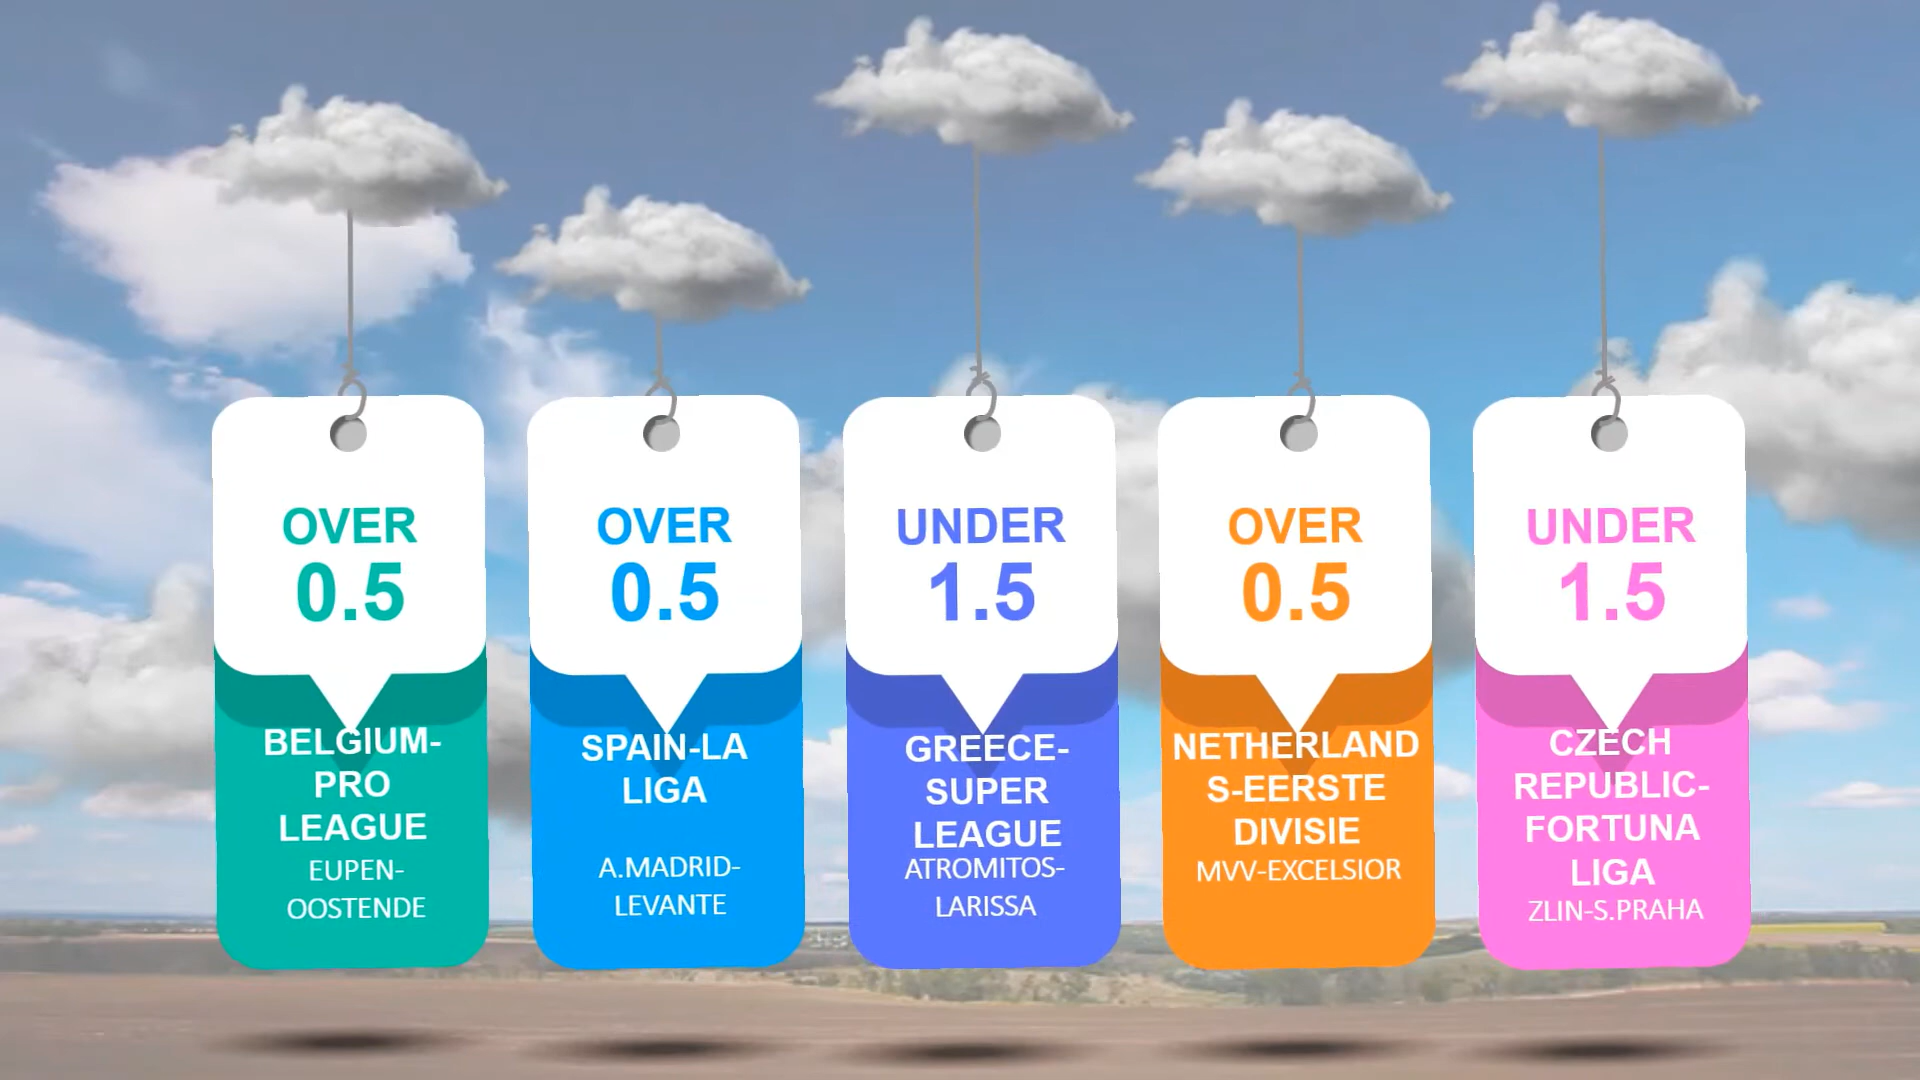 OVER
0.5
BELGIUM-
PRO
LEAGUE
EUPEN-
OOSTENDE
OVER
0.5
SPAIN-LA
LIGA
A.MADRID-
LEVANTE
UNDER
1.5
GREECE-
SUPER
LEAGUE
ATROMITOS-
LARISSA
OVER
0.5
NETHERLAND
S-EERSTE
DIVISIE
MVV-EXCELSIOR
UNDER
1.5
CZECH
REPUBLIC-
FORTUNA
LIGA
ZLIN-S.PRAHA